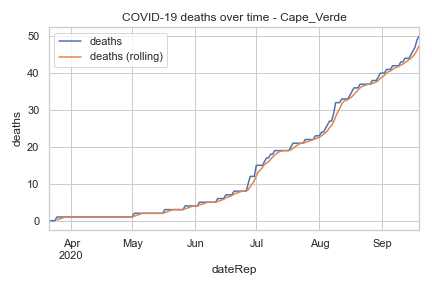 COVID-19 deaths over time - Cape_Verde
deaths
deaths (rolling)
50
40
30
20
10
0
deaths
Apr
2020
May
Jun
Jul
Aug
Sep
dateRep